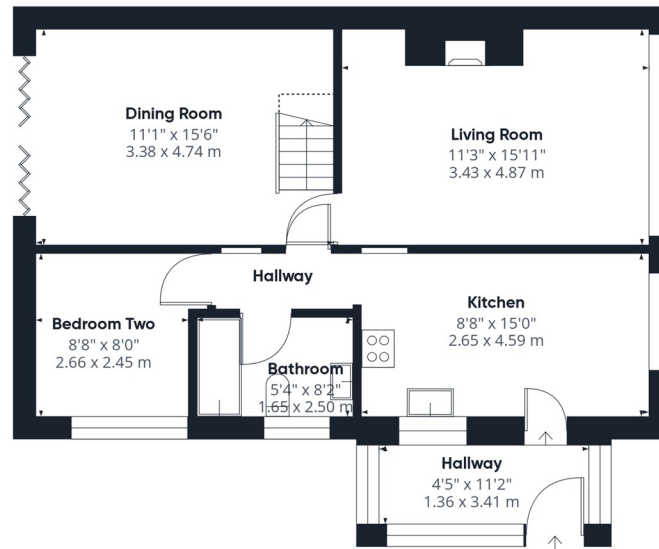 Dining Room
11'1" x 15'6"
3.38 x 4.74 m
Living Room
11'3" x 15'11"
3.43 x 4.87 m
Hallway
Bedroom Two
8'8" x 8'0"
2.66 x 2.45 m
Bathroom
5'4" x 8'2"
1.65 x 2.50 m
Kitchen
8'8" x 15'0"
2.65 x 4.59 m
Hallway
4'5" x 11'2"
1.36 x 3.41 m